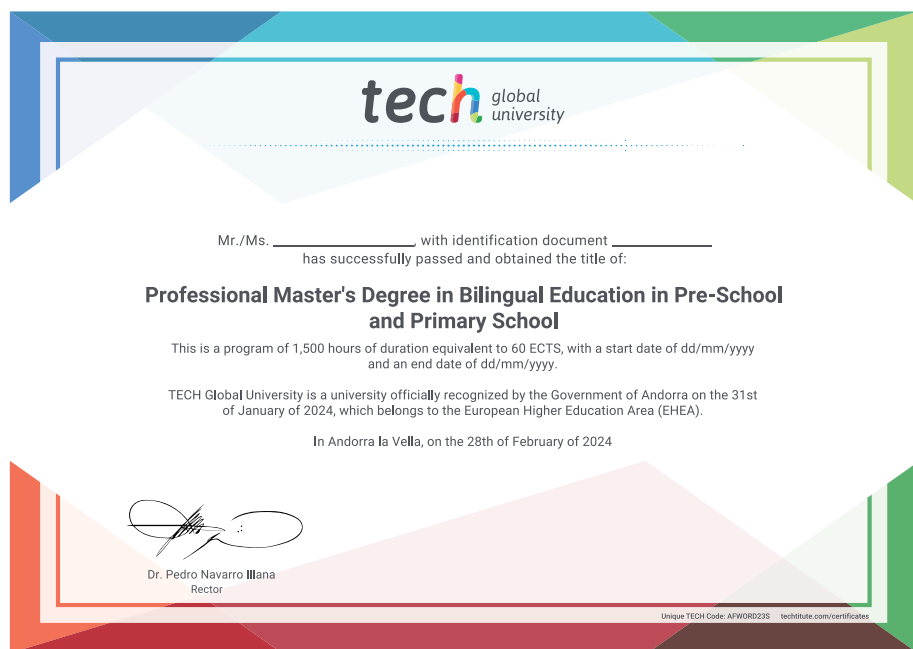 tech global university
Mr./Ms. ____________, with identification document ____________
has successfully passed and obtained the title of:
Professional Master's Degree in Bilingual Education in Pre-School
and Primary School
This is a program of 1,500 hours of duration equivalent to 60 ECTS, with a start date of dd/mm/yyyy
and an end date of dd/mm/yyyy.
TECH Global University is a university officially recognized by the Government of Andorra on the 31st
of January of 2024, which belongs to the European Higher Education Area (EHEA).
In Andorra la Vella, on the 28th of February of 2024
Dr. Pedro Navarro Illana
Rector
Unique TECH Code: AFWORD23S techtitute.com/certificates